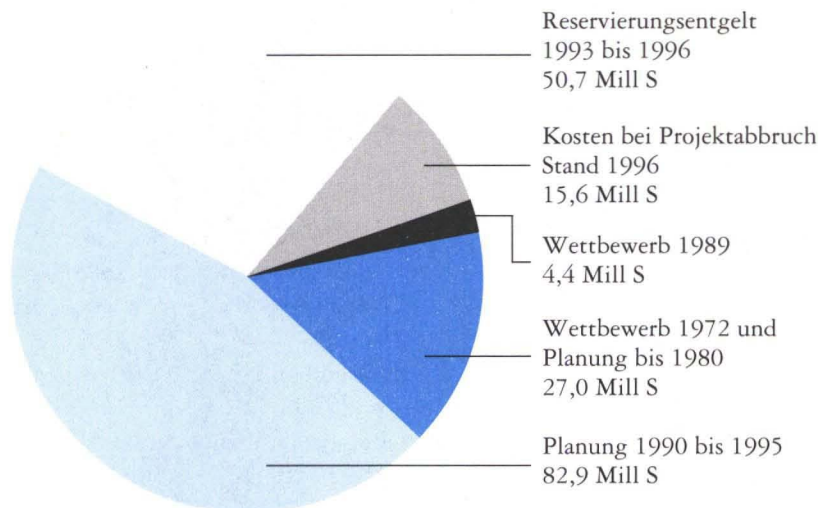 Reservierungsentgelt
1993 bis 1996
50,7 Mill S
Kosten bei Projektabbruch
Stand 1996
15,6 Mill S
Wettbewerb 1989
4,4 Mill S
Wettbewerb 1972 und
Planung bis 1980
27,0 Mill S
Planung 1990 bis 1995
82,9 Mill S